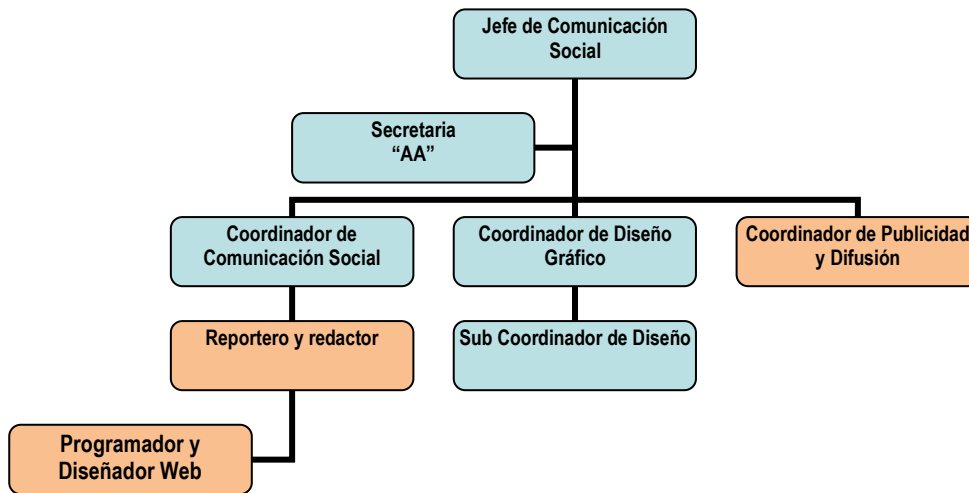 Jefe de Comunicación
Social
Secretaria
“AA”
Coordinador de
Comunicación Social
Coordinador de Diseño
Gráfico
Coordinador de Publicidad
y Difusión
Reportero y redactor
Sub Coordinador de Diseño
Programador y
Diseñador Web